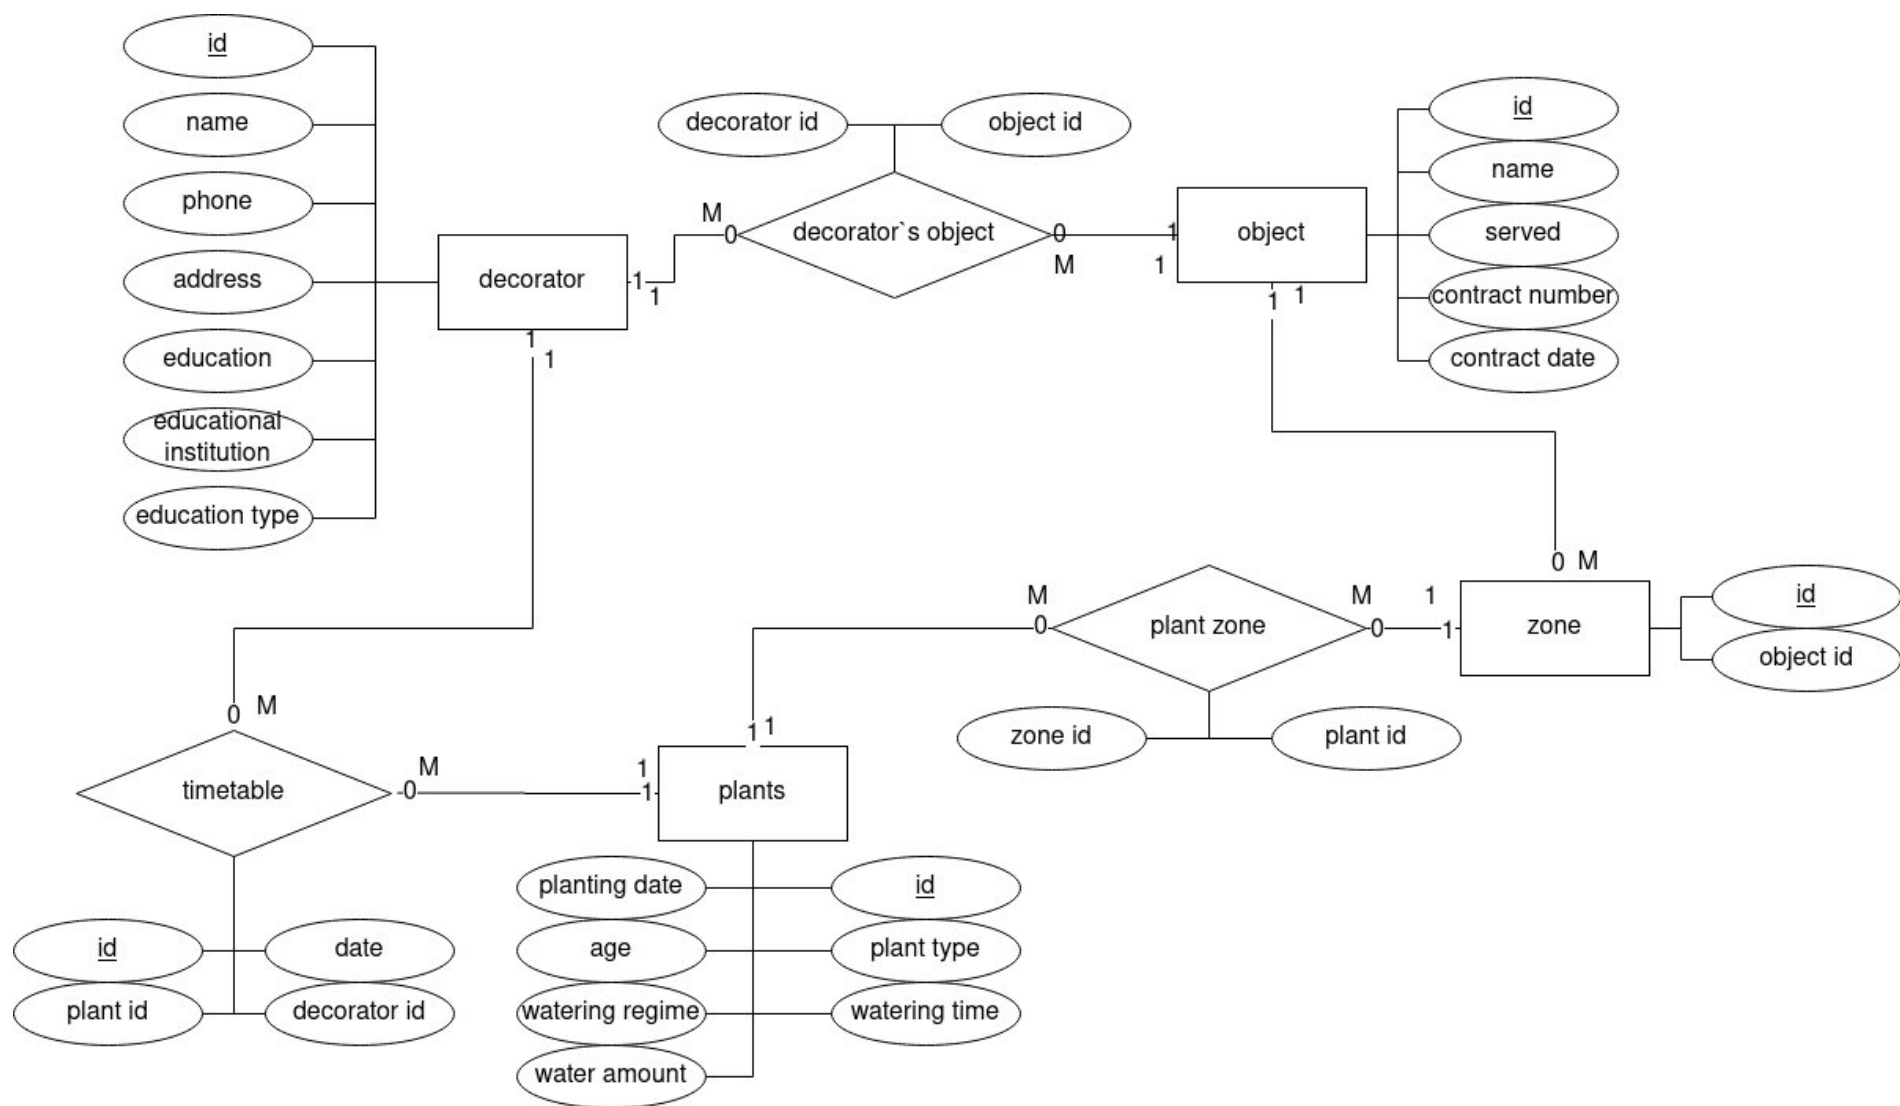 id
name
phone
address
education
educational
institution
education type
decorator
1
1
1
1
M
0
decorator id
object id
decorator`s object
0
M
1
1
object
1
1
id
name
served
contract number
contract date
0 M
zone
id
object id
1
1
M
0
plant zone
M
0
zone id
plant id
1
1
plants
1
1
M
-0
0
M
timetable
id
date
plant id
decorator id
planting date
id
age
plant type
watering regime
watering time
water amount